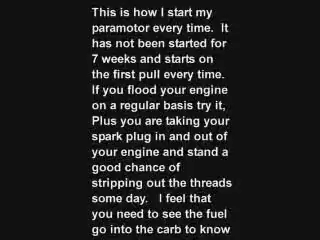 This is how I start my
paramotor every time.  It
has not been started for
7 weeks and starts on
the first pull every time.
If you flood your engine
on a regular basis try it,
Plus you are taking your
spark plug in and out of
your engine and stand a
good chance of
stripping out the threads
some day.   I feel that
you need to see the fuel
go into the carb to know